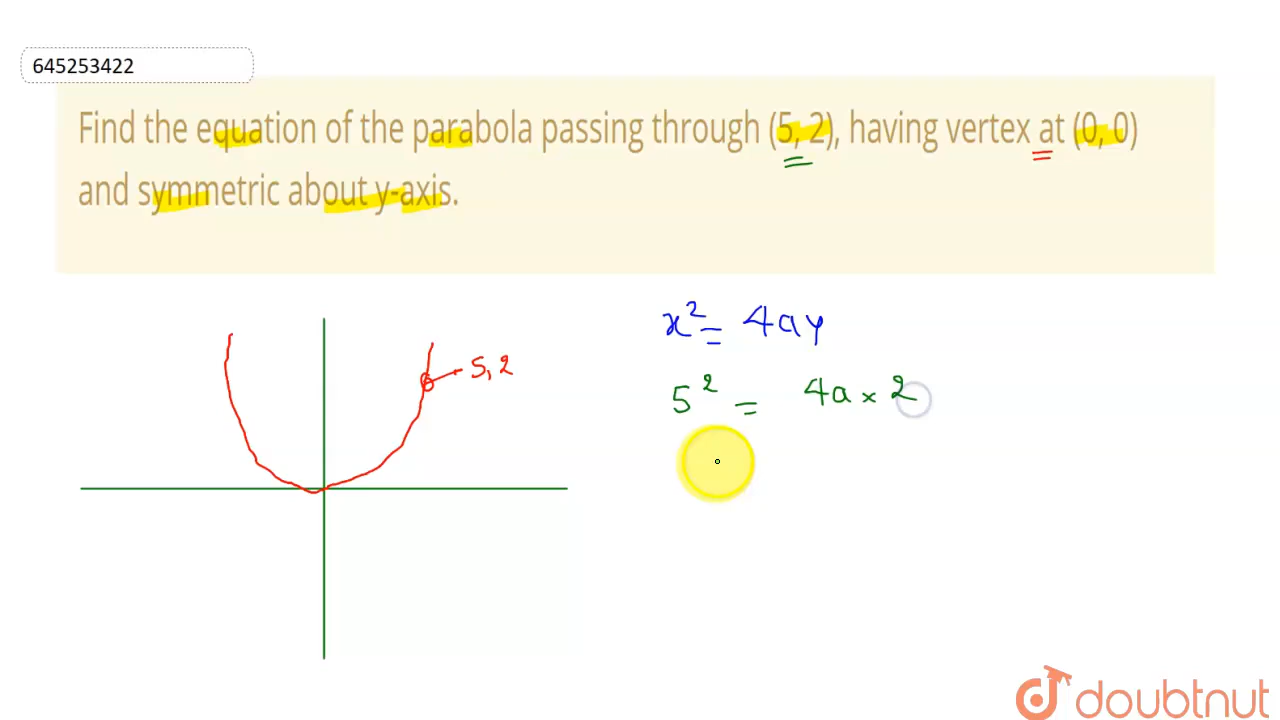 645253422
Find the equation of the parabola passing through (5, 2), having vertex at (0, 0)
and symmetric about y-axis.
x² = 4ay
5, 2
5² = 4a × 2
doubtnut